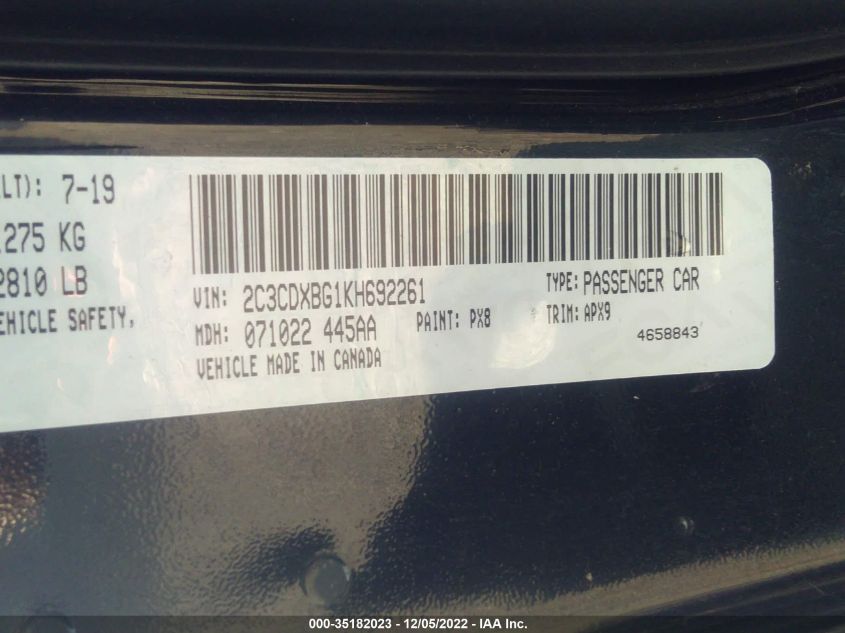 LT): 7-19
275 KG
2810 LB
EHICLE SAFETY,
VIN: 2C3CDXBG1KH692261
TYPE: PASSENGER CAR
MDH: 071022 445AA
PAINT: PX8
TRIM: APX9
VEHICLE MADE IN CANADA
4658843
000-35182023 - 12/05/2022 - IAA Inc.